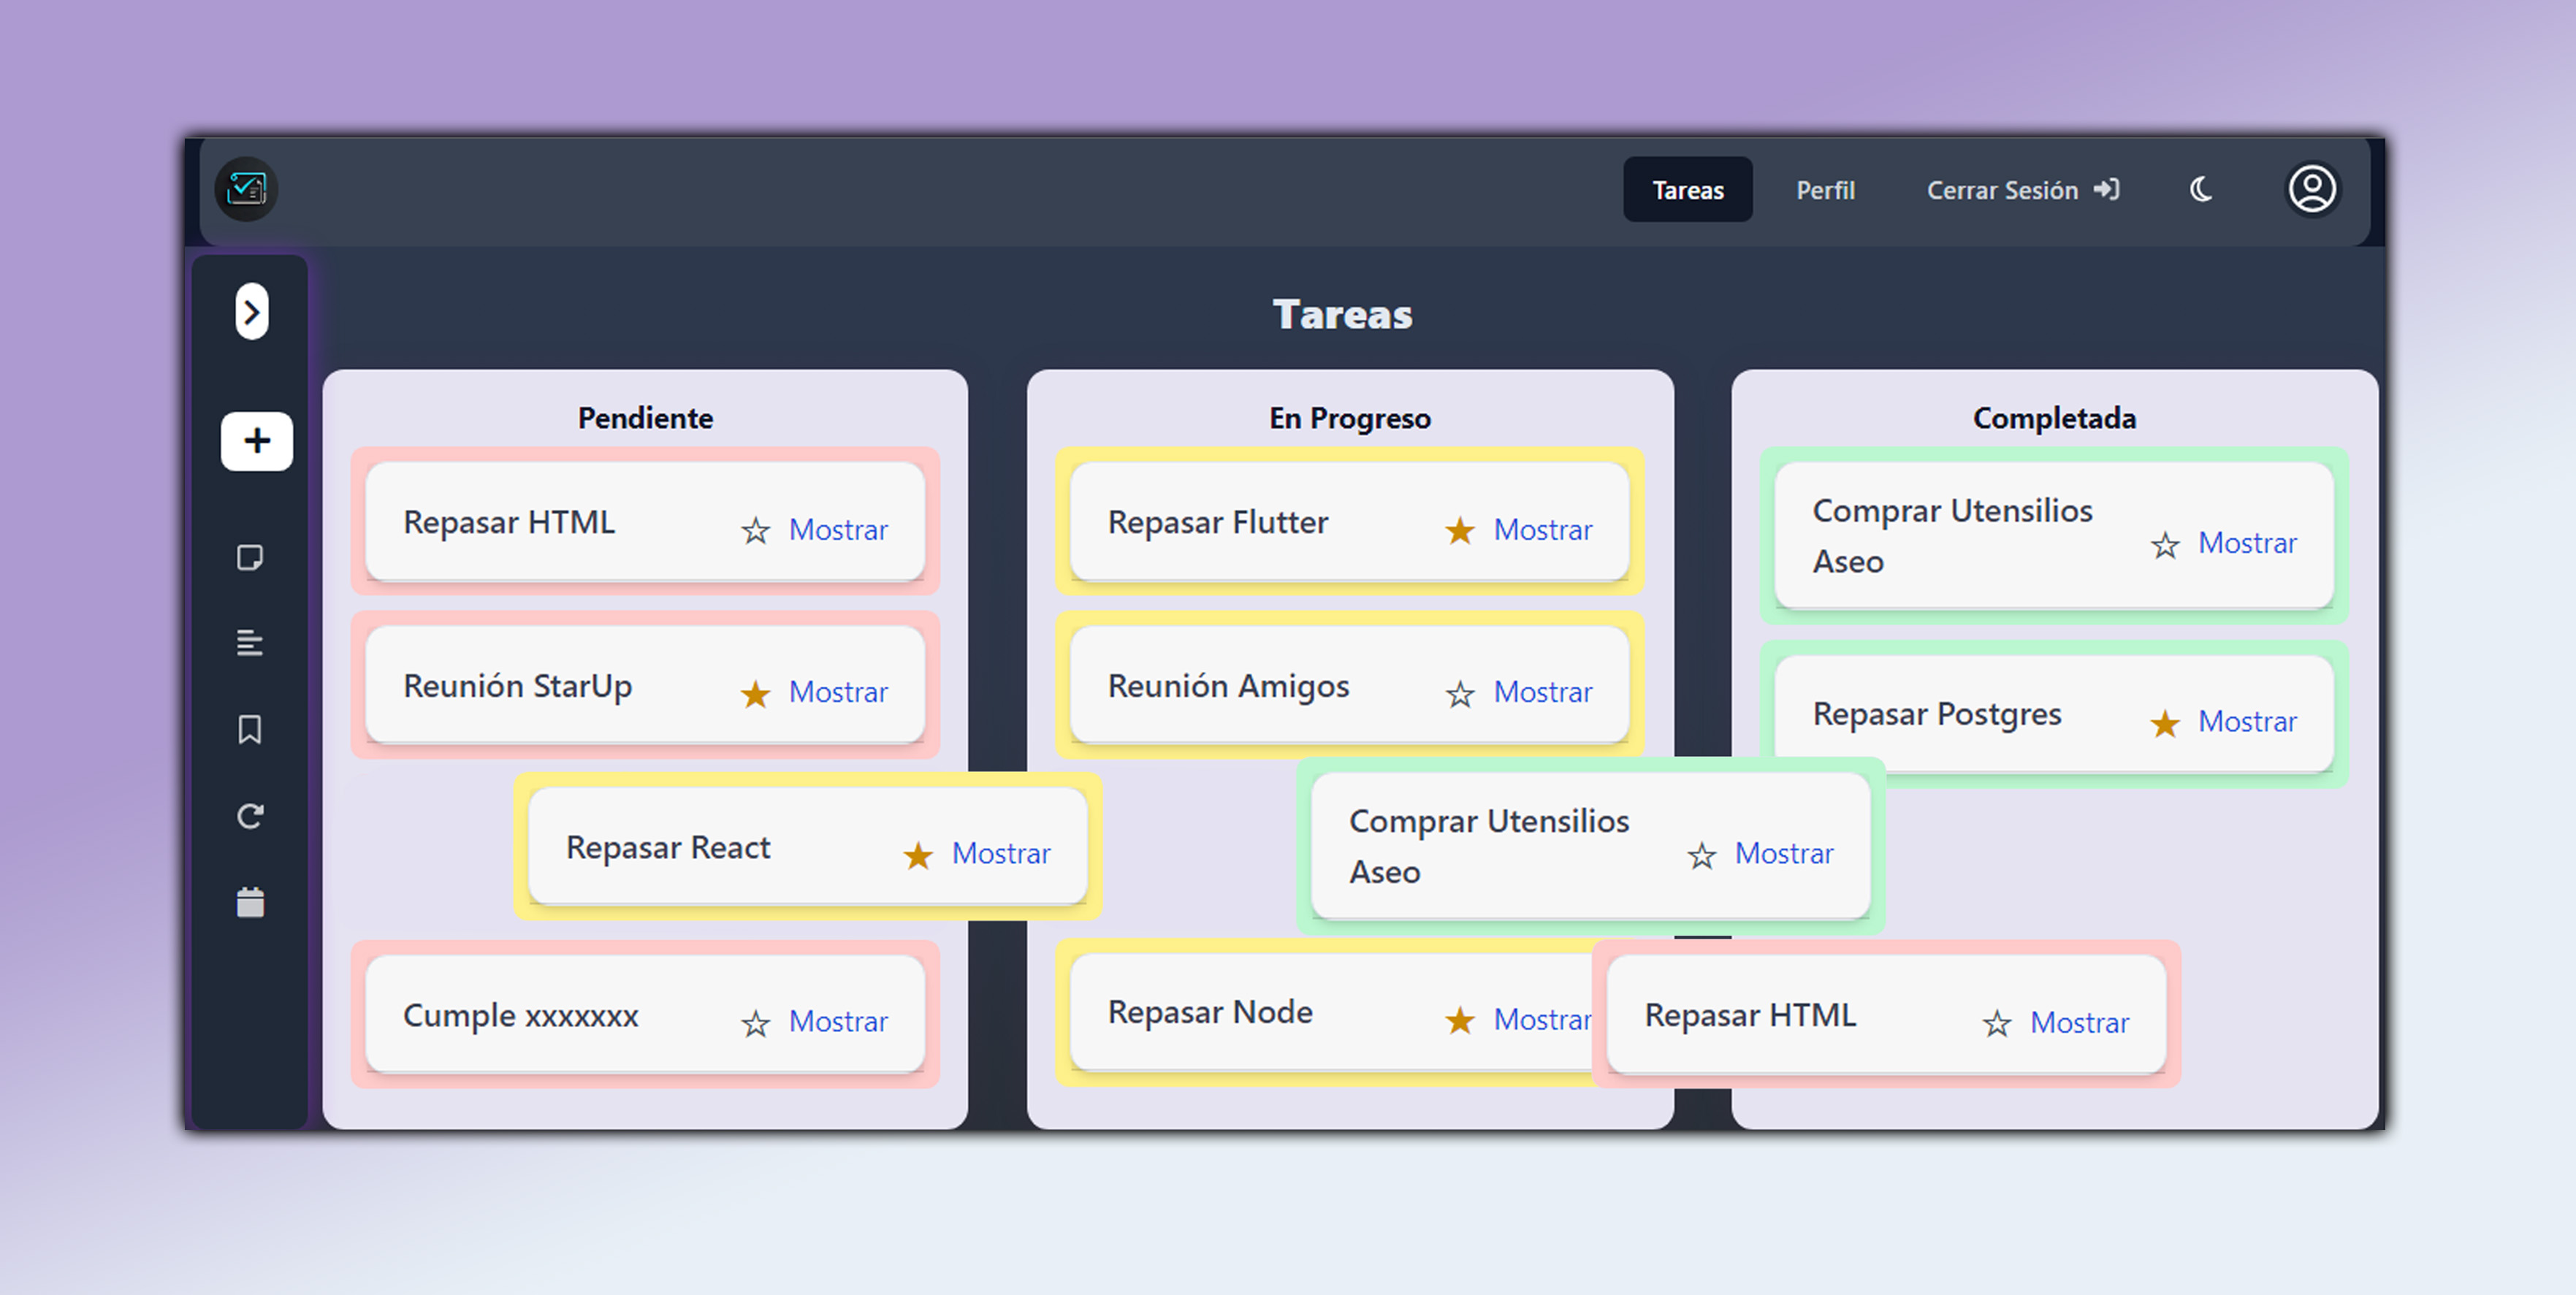 Tareas
Perfil
Cerrar Sesión
Tareas
Pendiente
Repasar HTML
Mostrar
Reunión StarUp
Mostrar
Repasar React
Mostrar
Cumple xxxxxxx
Mostrar
En Progreso
Repasar Flutter
Mostrar
Reunión Amigos
Mostrar
Comprar Utensilios
Aseo
Mostrar
Repasar Node
Mostrar
Completada
Comprar Utensilios
Aseo
Mostrar
Repasar Postgres
Mostrar
Repasar HTML
Mostrar